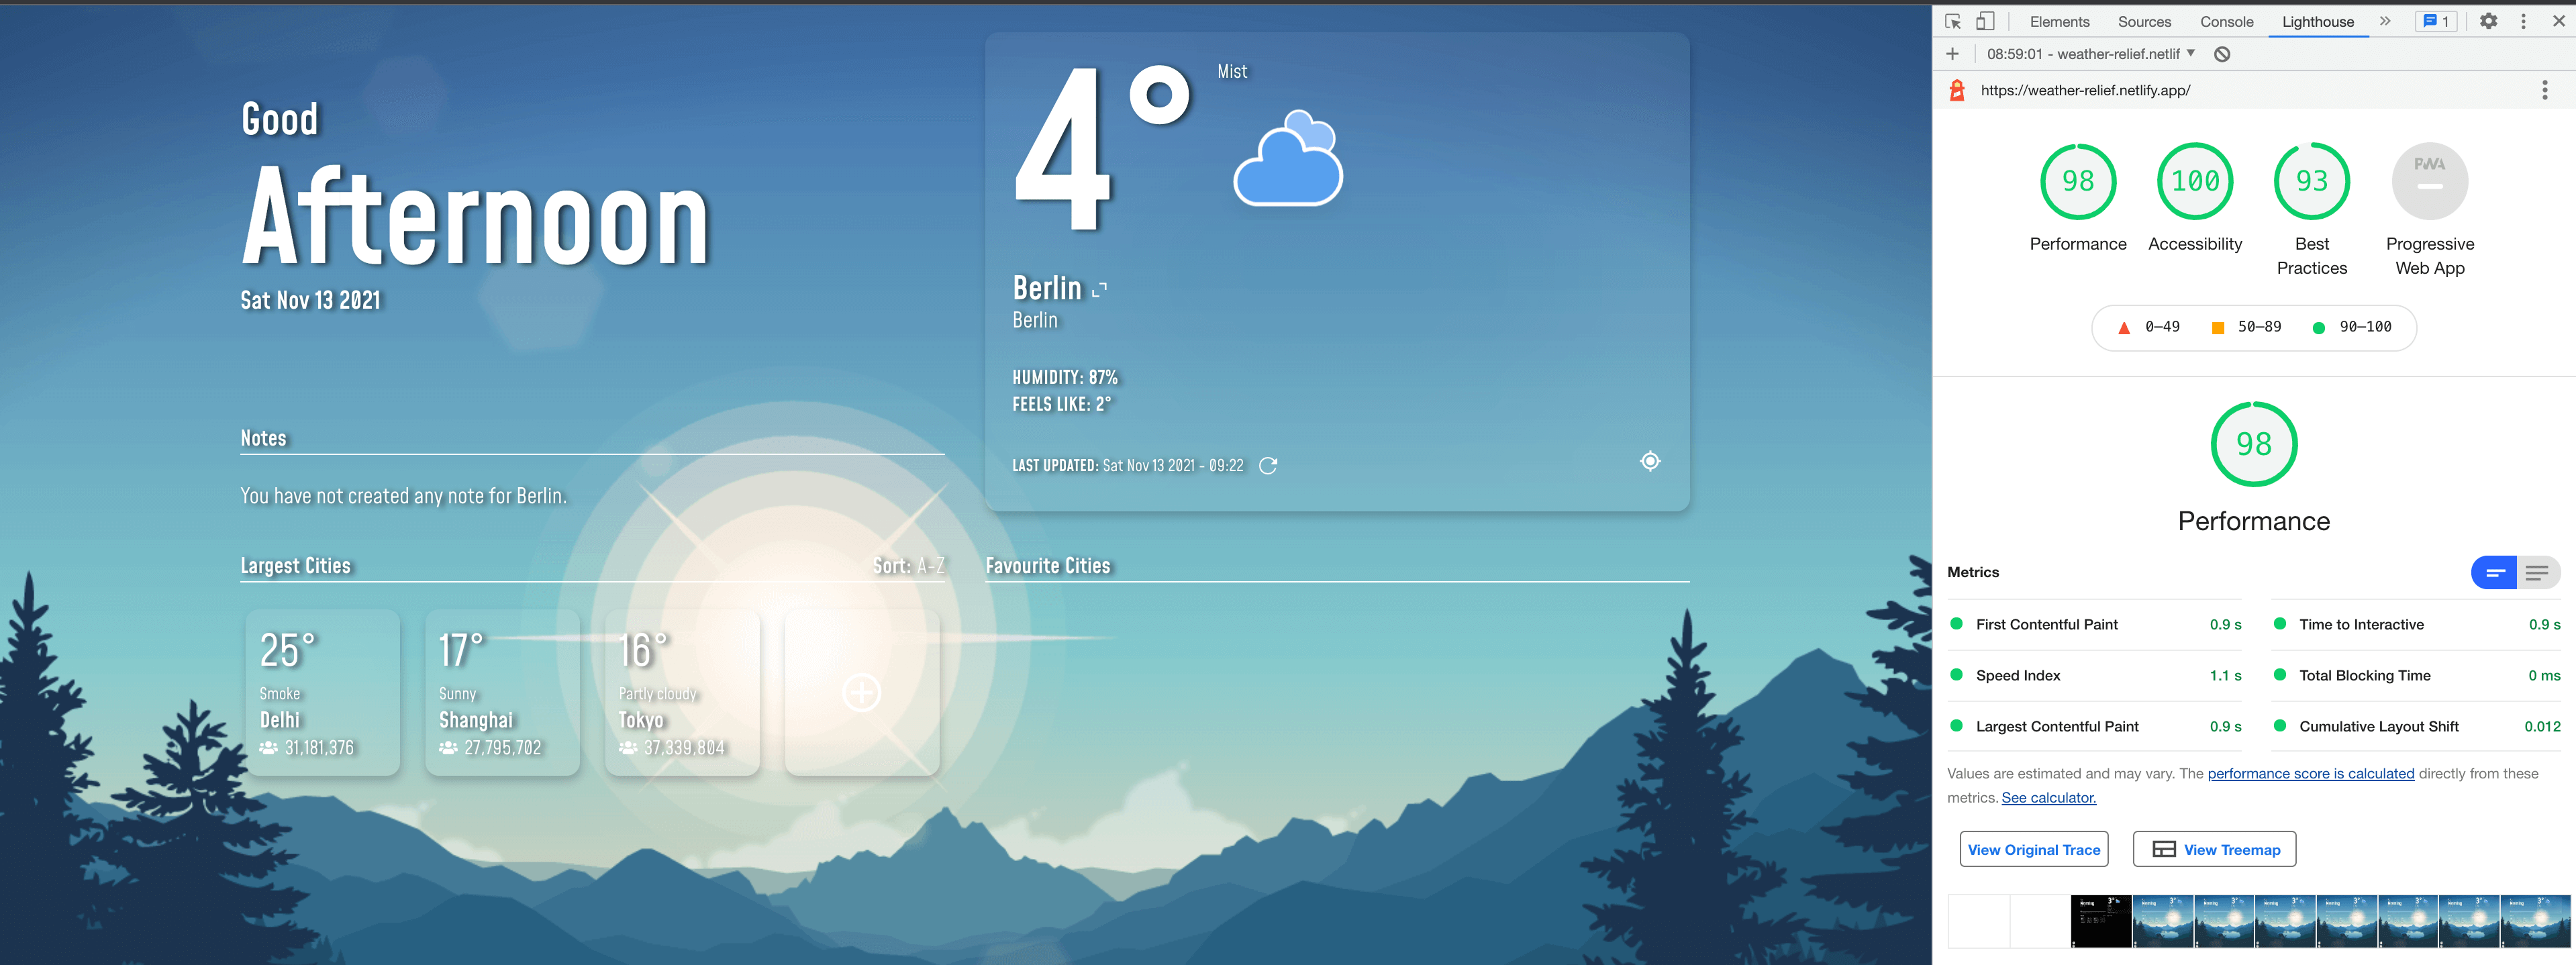 Good
Afternoon
Sat Nov 13 2021
4°
Mist
Berlin
Berlin
HUMIDITY: 87%
FEELS LIKE: 2°
LAST UPDATED: Sat Nov 13 2021 - 09:22
Notes
You have not created any note for Berlin.
Largest Cities
Sort: A-Z
Favourite Cities
25°
Smoke
Delhi
31,181,376
17°
Sunny
Shanghai
27,795,702
16°
Partly cloudy
Tokyo
37,339,804
Elements Sources Console Lighthouse 1
08:59:01 - weather-relief.netlif
https://weather-relief.netlify.app/
98 100 93 PWA
Performance Accessibility Best Practices Progressive Web App
0–49 50–89 90–100
98
Performance
Metrics
First Contentful Paint 0.9 s
Time to Interactive 0.9 s
Speed Index 1.1 s
Total Blocking Time 0 ms
Largest Contentful Paint 0.9 s
Cumulative Layout Shift 0.012
Values are estimated and may vary. The performance score is calculated directly from these
metrics. See calculator.
View Original Trace View Treemap